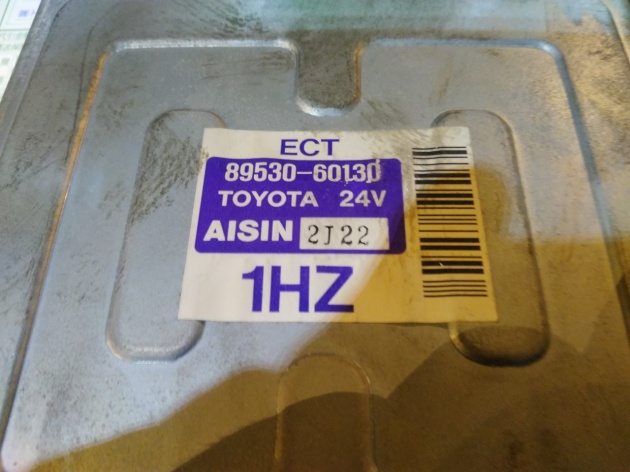 ECT
89530-60130
TOYOTA 24V
AISIN 2J22
1HZ